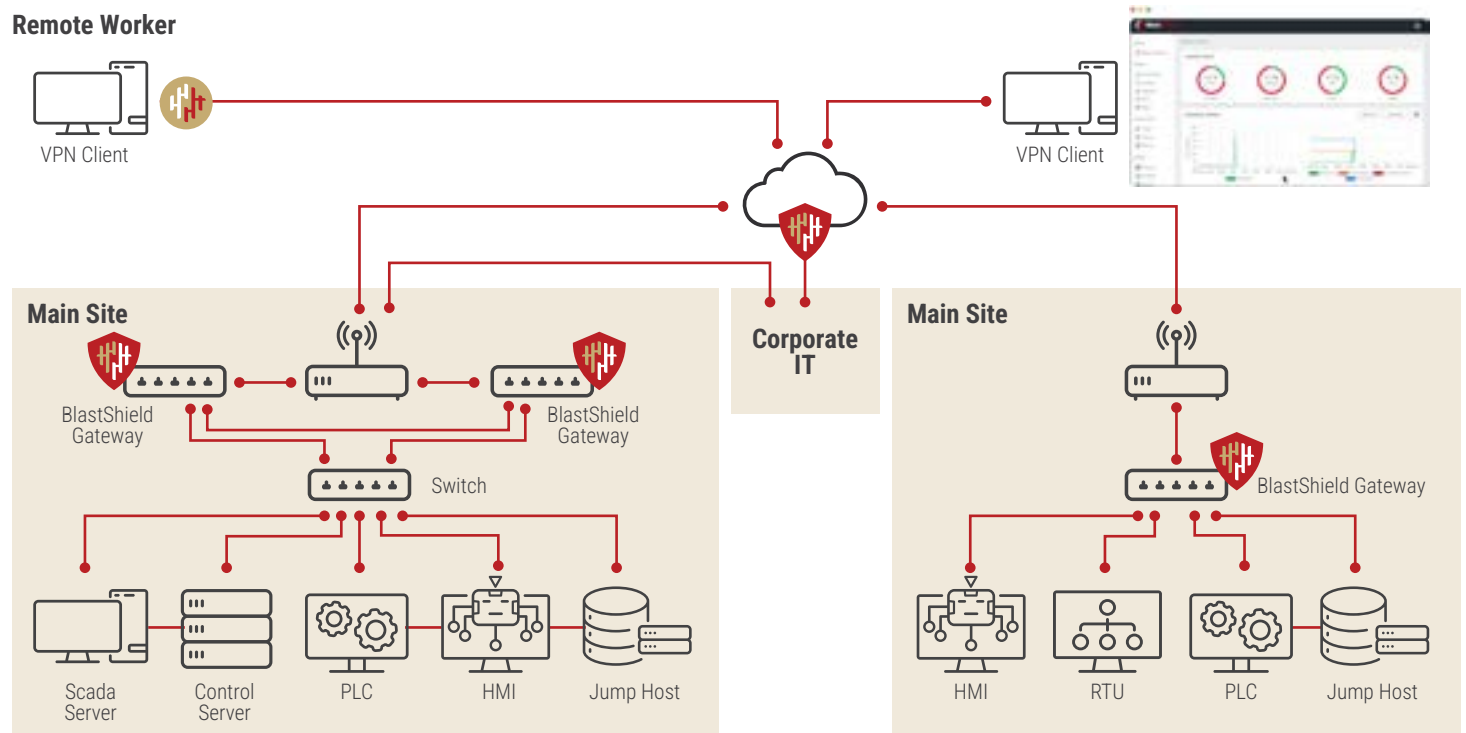 Remote Worker
VPN Client
VPN Client
Main Site
BlastShield
Gateway
BlastShield
Gateway
Switch
Scada
Server
Control
Server
PLC
HMI
Jump Host
Corporate
IT
Main Site
BlastShield Gateway
HMI
RTU
PLC
Jump Host